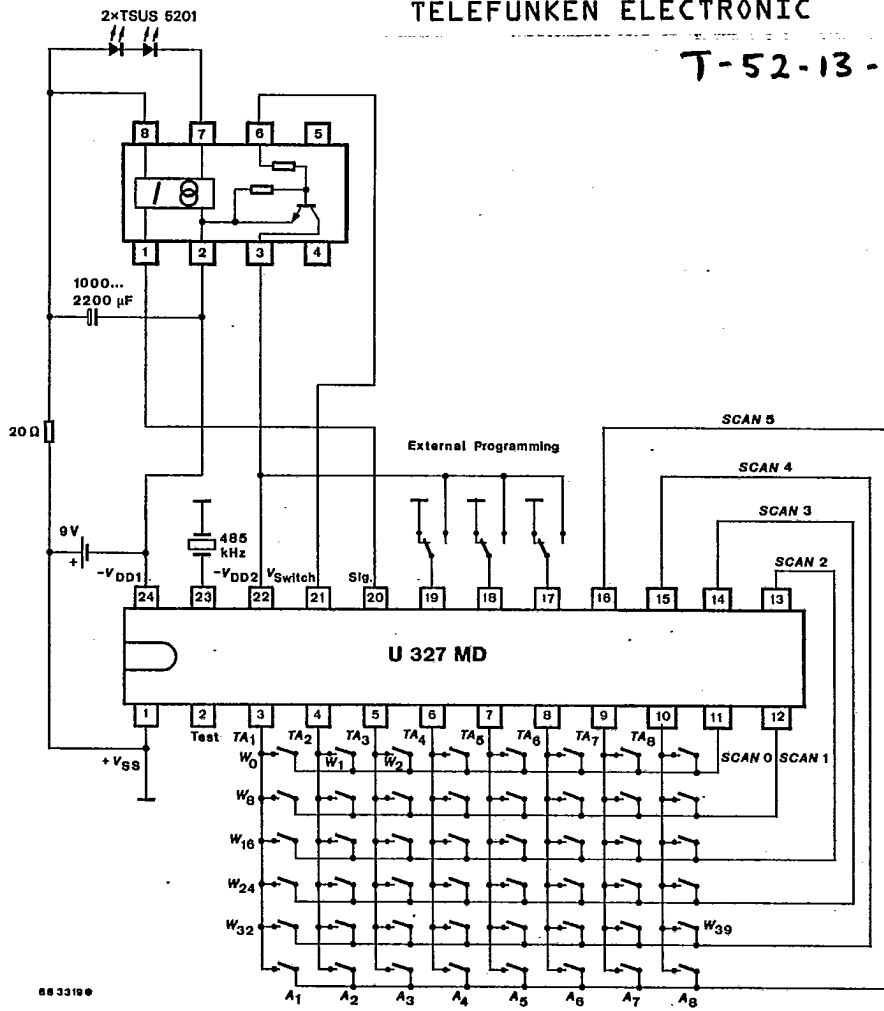 TELEFUNKEN ELECTRONIC
T-52-13-
2×TSUS 5201
8 7 6 5
1 2 3 4
1000...
2200 µF
20 Ω
External Programming
SCAN 5
SCAN 4
SCAN 3
SCAN 2
9V
+
485
kHz
-VDD1 -VDD2 VSwitch Sig.
24 23 22 21 20 19 18 17 16 15 14 13
U 327 MD
1 2 3 4 5 6 7 8 9 10 11 12
Test TA1 TA2 TA3 TA4 TA5 TA6 TA7 TA8
+VSS
W0 W1 W2 SCAN 0 SCAN 1
W8
W16
W24
W32 W39
A1 A2 A3 A4 A5 A6 A7 A8